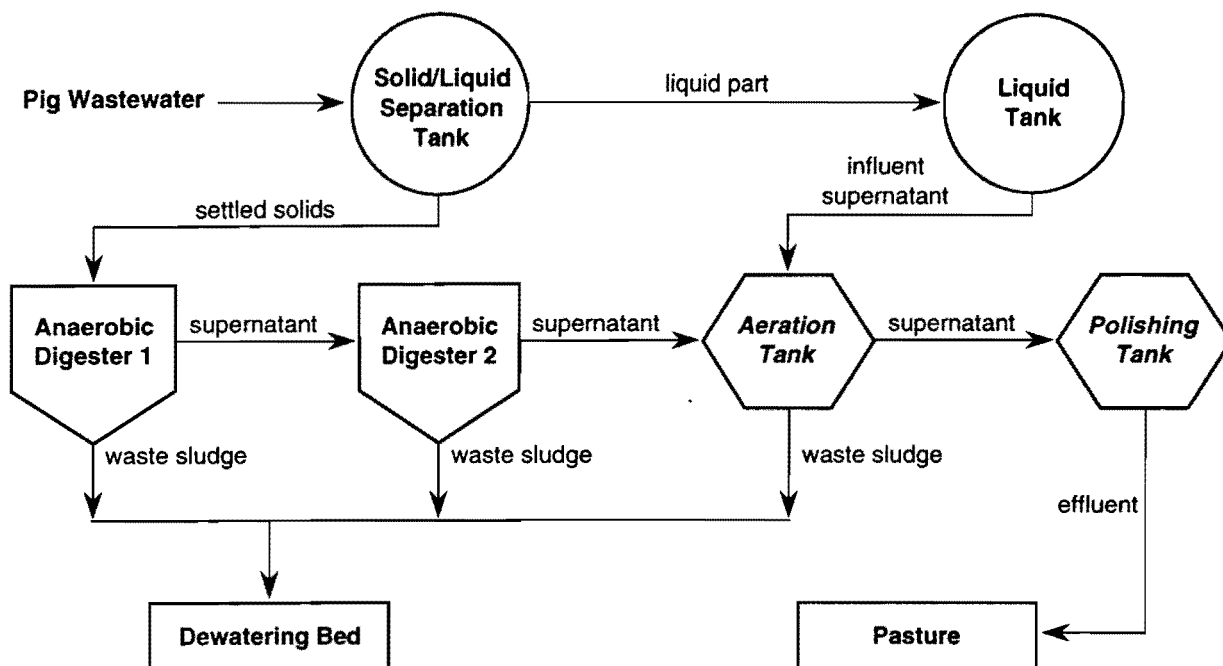 Pig Wastewater
Solid/Liquid
Separation
Tank
liquid part
Liquid
Tank
settled solids
influent
supernatant
Anaerobic
Digester 1
supernatant
Anaerobic
Digester 2
supernatant
Aeration
Tank
supernatant
Polishing
Tank
waste sludge
waste sludge
waste sludge
effluent
Dewatering Bed
Pasture